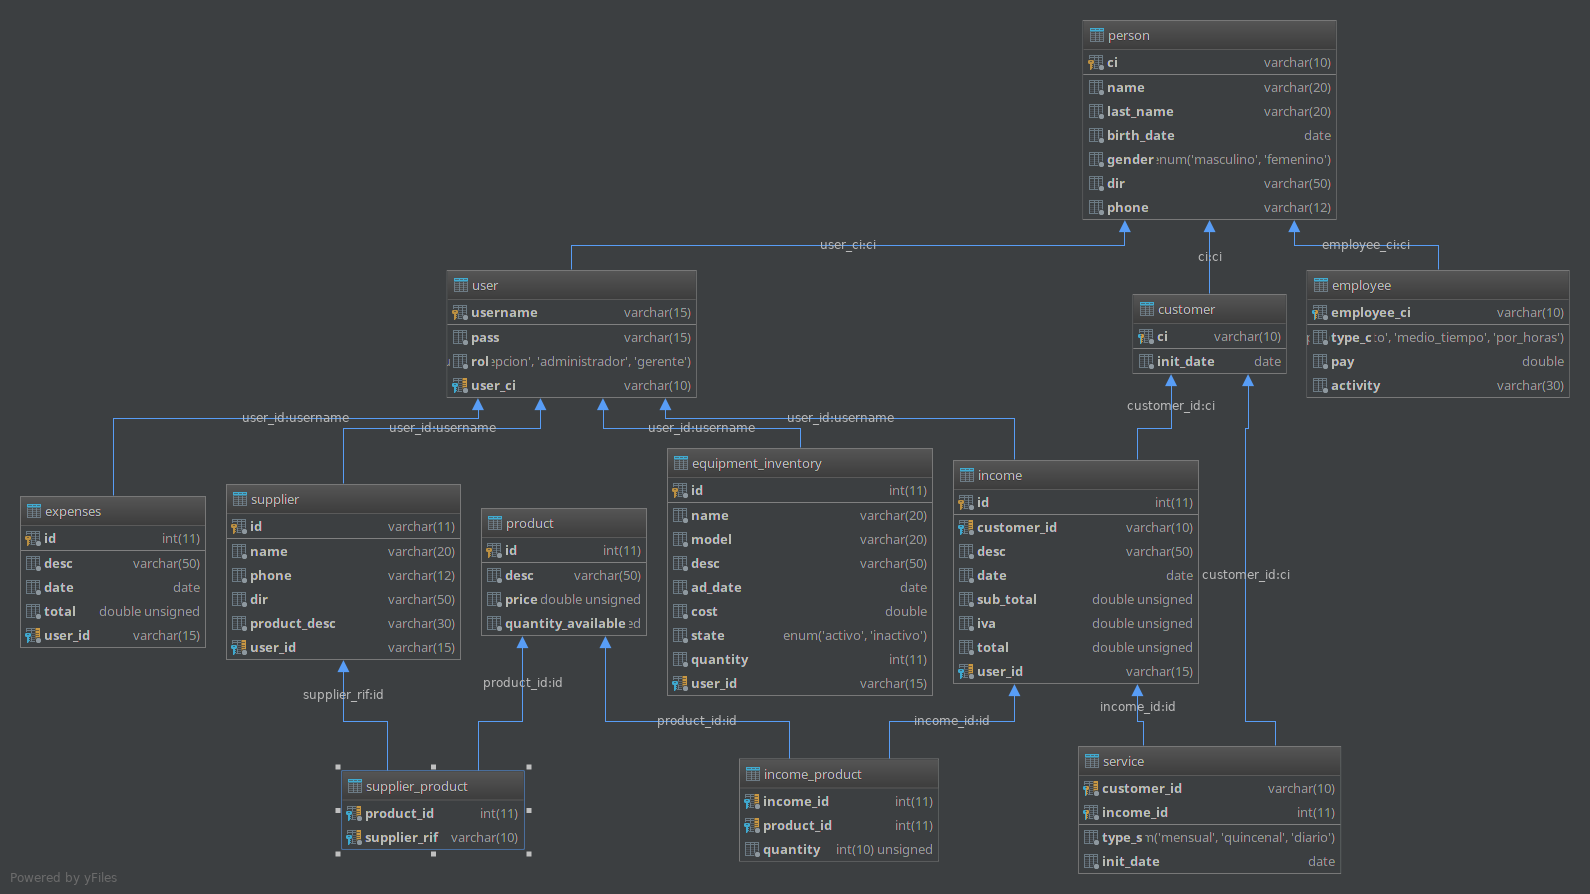 person
ci varchar(10)
name varchar(20)
last_name varchar(20)
birth_date date
gender enum('masculino', 'femenino')
dir varchar(50)
phone varchar(12)
user_ci:ci
ci:ci
employee_ci:ci
user
username varchar(15)
pass varchar(15)
rol epcion', 'administrador', 'gerente')
user_ci varchar(10)
customer
ci varchar(10)
init_date date
employee
employee_ci varchar(10)
type_c :o', 'medio_tiempo', 'por_horas')
pay double
activity varchar(30)
user_id:username
user_id:username
user_id:username
user_id:username
customer_id:ci
expenses
id int(11)
desc varchar(50)
date date
total double unsigned
user_id varchar(15)
supplier
id varchar(11)
name varchar(20)
phone varchar(12)
dir varchar(50)
product_desc varchar(30)
user_id varchar(15)
product
id int(11)
desc varchar(50)
price double unsigned
quantity_available ed
equipment_inventory
id int(11)
name varchar(20)
model varchar(20)
desc varchar(50)
ad_date date
cost double
state enum('activo', 'inactivo')
quantity int(11)
user_id varchar(15)
income
id int(11)
customer_id varchar(10)
desc varchar(50)
date date
sub_total double unsigned
iva double unsigned
total double unsigned
user_id varchar(15)
customer_id:ci
supplier_rif:id
product_id:id
product_id:id
income_id:id
income_id:id
supplier_product
product_id int(11)
supplier_rif varchar(10)
income_product
income_id int(11)
product_id int(11)
quantity int(10) unsigned
service
customer_id varchar(10)
income_id int(11)
type_s m('mensual', 'quincenal', 'diario')
init_date date
Powered by yFiles